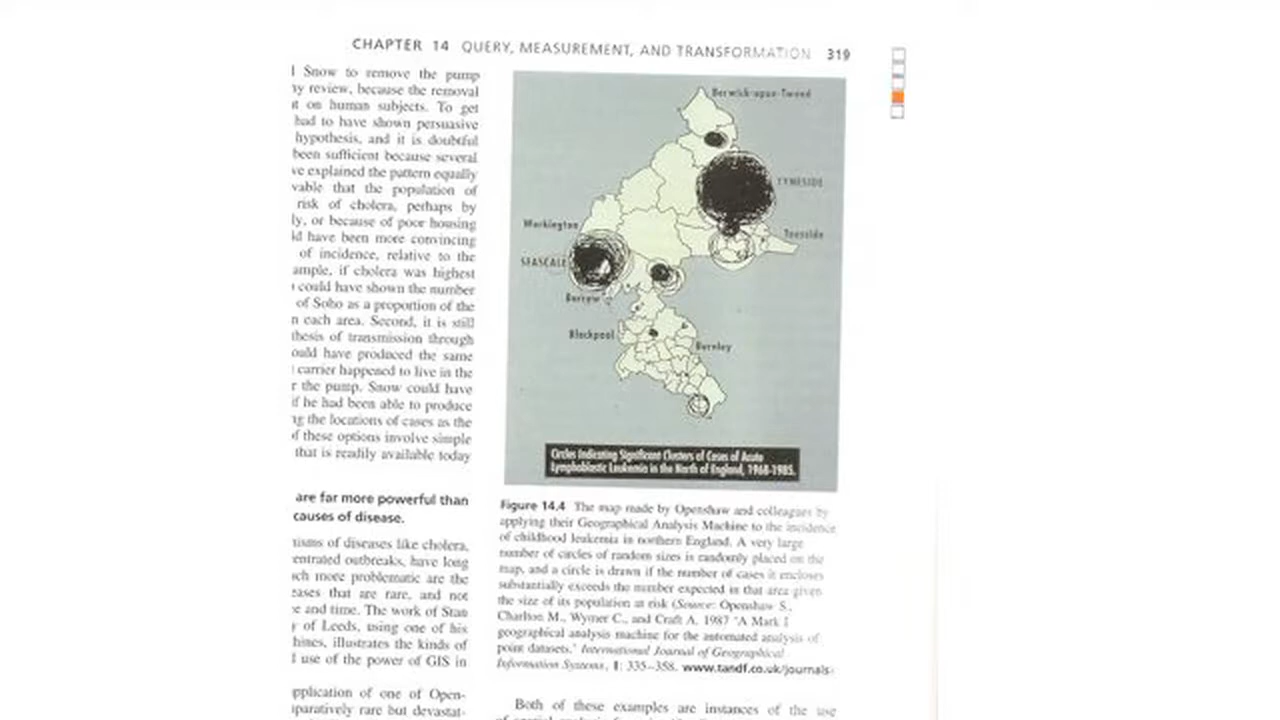 CHAPTER 14 QUERY, MEASUREMENT, AND TRANSFORMATION 319
Snow to remove the pump
review, because the removal
on human subjects. To get
had to have shown persuasive
hypothesis, and it is doubtful
been sufficient because several
explained the pattern equally
that the population of
risk of cholera, perhaps by
or because of poor housing
have been more convincing
of incidence, relative to the
if cholera was highest
could have shown the number
of Soho as a proportion of the
each area. Second, it is still
of transmission through
have produced the same
carrier happened to live in the
the pump. Snow could have
if he had been able to produce
the locations of cases as the
of these options involve simple
that is readily available today
are far more powerful than
causes of disease.
of diseases like cholera,
outbreaks, have long
more problematic are the
that are rare, and not
and time. The work of Stan
of Leeds, using one of his
illustrates the kinds of
use of the power of GIS in
of one of Open-
rare but devastat-
Berwick-upon-Tweed
TYNESIDE
Workington
Teesside
SEASCALE
Barrow
Blackpool
Burnley
Circles Indicating Significant Clusters of Cases of Acute
Lymphoblastic Leukemia in the North of England, 1968-1985.
Figure 14.4 The map made by Openshaw and colleagues by
applying their Geographical Analysis Machine to the incidence
of childhood leukemia in northern England. A very large
number of circles of random sizes is randomly placed on the
map, and a circle is drawn if the number of cases it encloses
substantially exceeds the number expected in that area given
the size of its population at risk (Source: Openshaw S.,
Charlton M., Wymer C., and Craft A. 1987 "A Mark I
geographical analysis machine for the automated analysis of
point datasets." International Journal of Geographical
Information Systems, 1: 335–358. www.tandf.co.uk/journals
Both of these examples are instances of the use